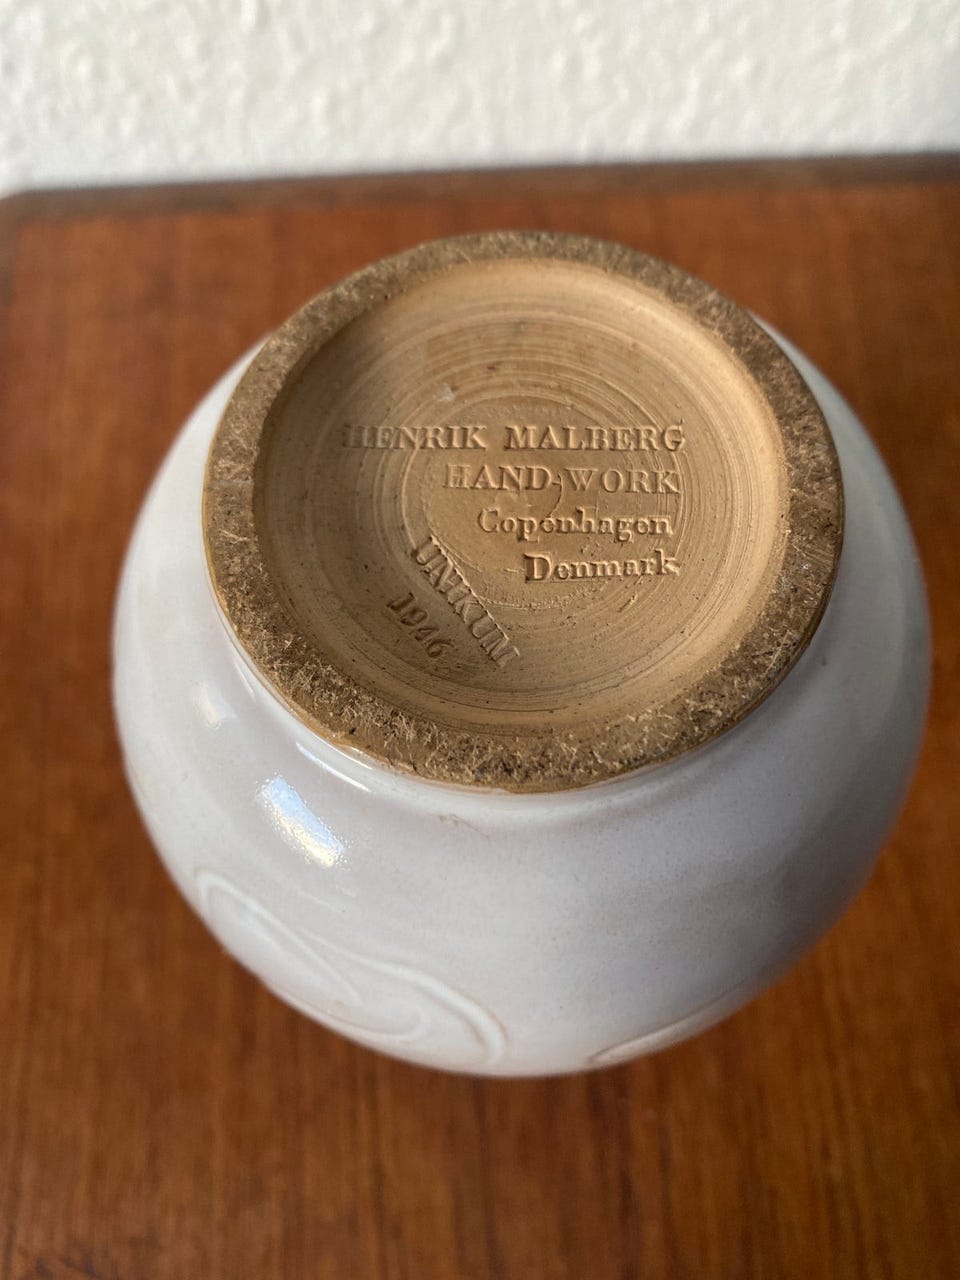 HENRIK MALBERG
HAND-WORK
Copenhagen
Denmark
UNIKUM
1946